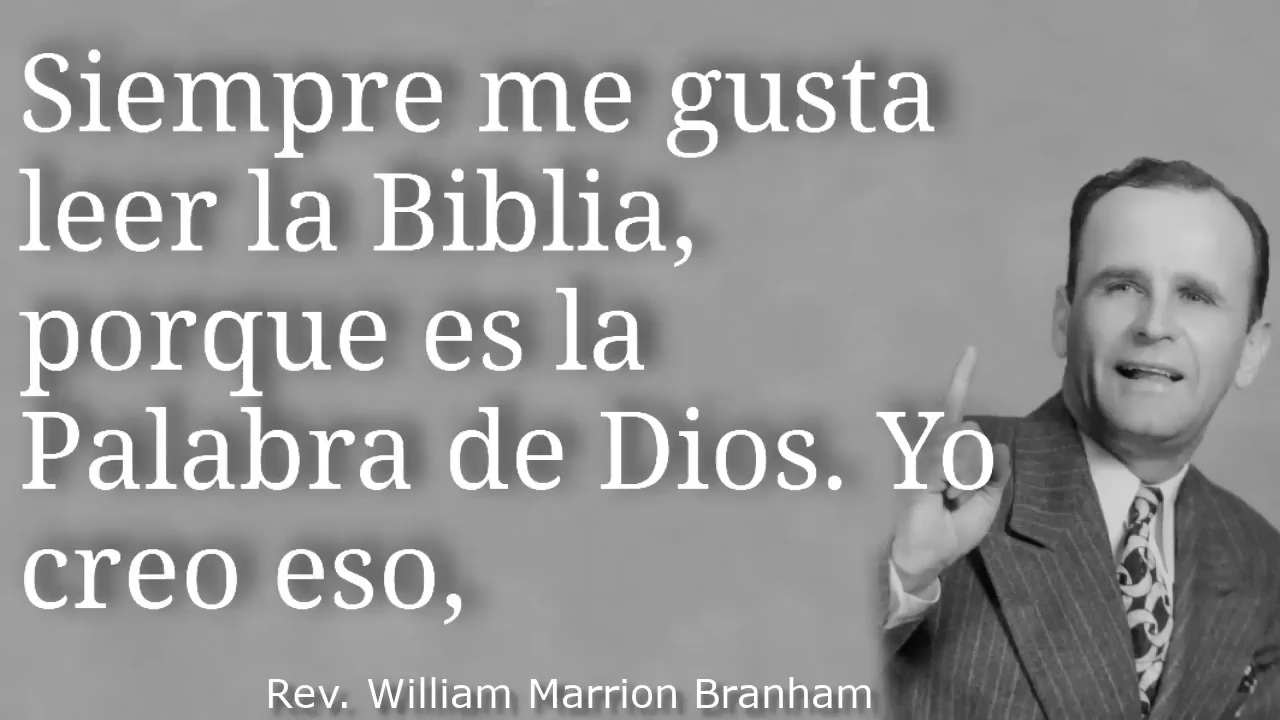 Siempre me gusta
leer la Biblia,
porque es la
Palabra de Dios. Yo
creo eso,
Rev. William Marrion Branham